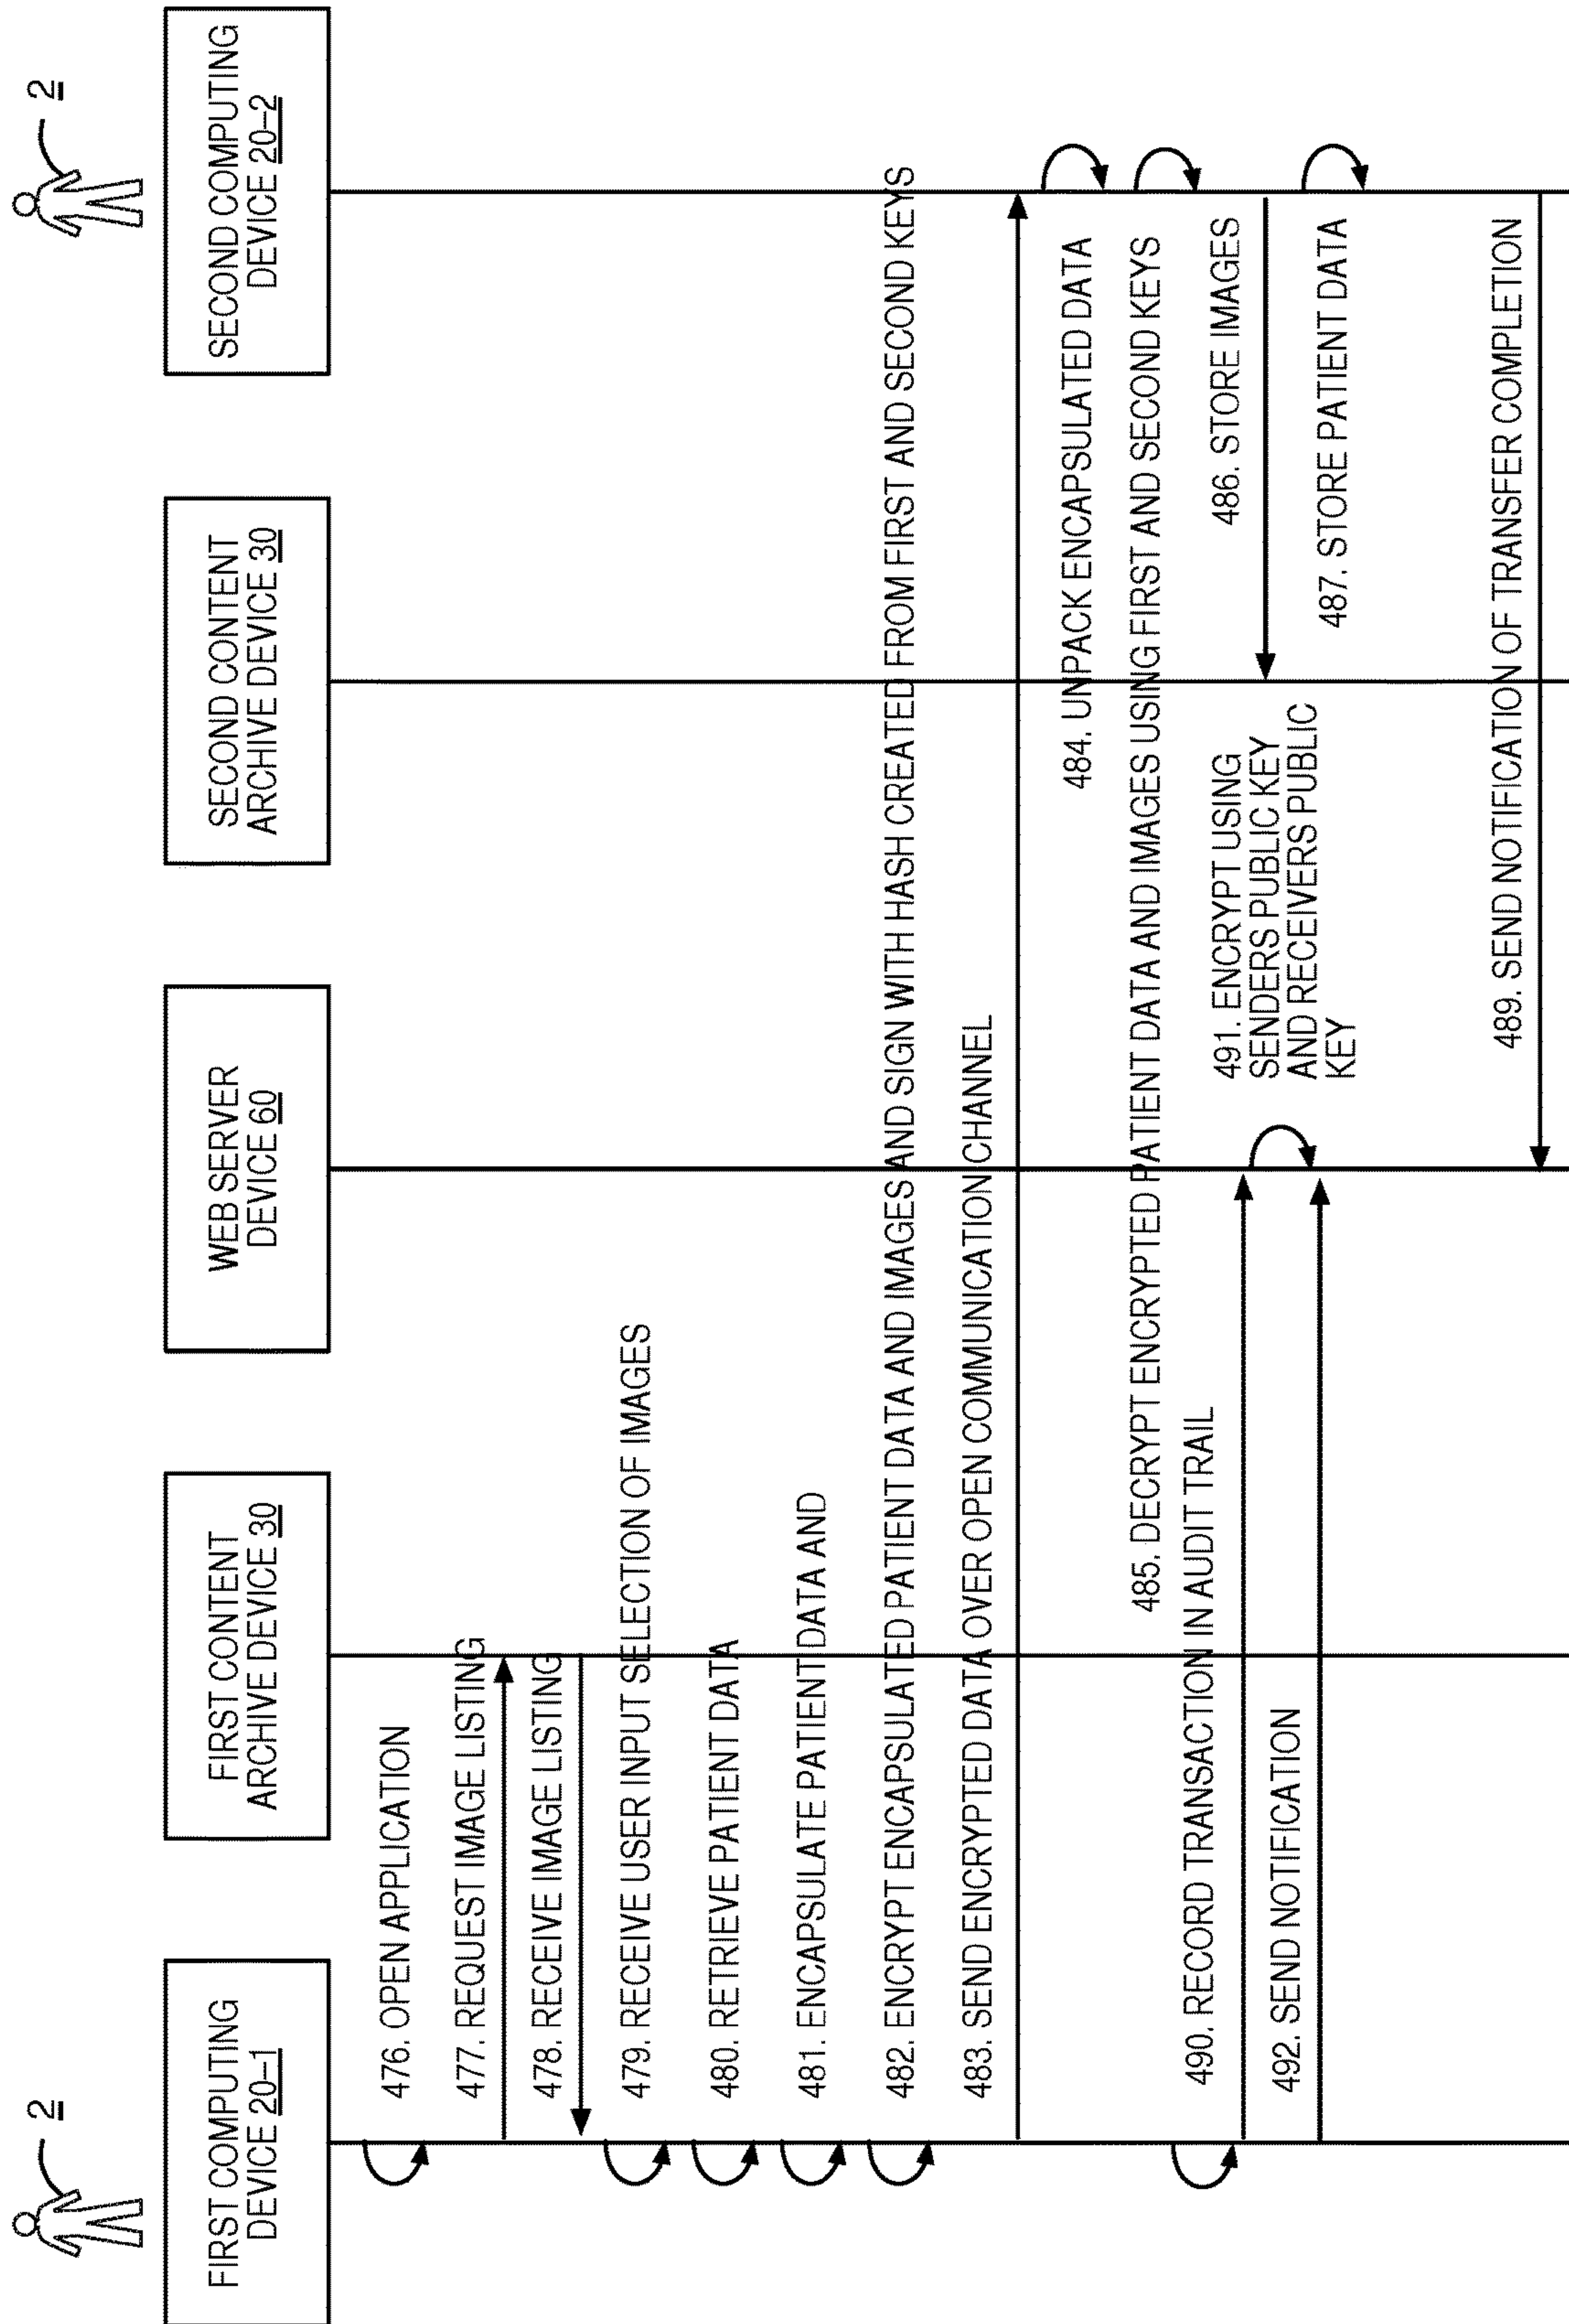 2
2
FIRST COMPUTING
DEVICE 20-1
FIRST CONTENT
ARCHIVE DEVICE 30
WEB SERVER
DEVICE 60
SECOND CONTENT
ARCHIVE DEVICE 30
SECOND COMPUTING
DEVICE 20-2
476. OPEN APPLICATION
477. REQUEST IMAGE LISTING
478. RECEIVE IMAGE LISTING
479. RECEIVE USER INPUT SELECTION OF IMAGES
480. RETRIEVE PATIENT DATA
481. ENCAPSULATE PATIENT DATA AND
482. ENCRYPT ENCAPSULATED PATIENT DATA AND IMAGES AND SIGN WITH HASH CREATED FROM FIRST AND SECOND KEYS
483. SEND ENCRYPTED DATA OVER OPEN COMMUNICATION CHANNEL
484. UNPACK ENCAPSULATED DATA
485. DECRYPT ENCRYPTED PATIENT DATA AND IMAGES USING FIRST AND SECOND KEYS
490. RECORD TRANSACTION IN AUDIT TRAIL
491. ENCRYPT USING
SENDERS PUBLIC KEY
AND RECEIVERS PUBLIC
KEY
486. STORE IMAGES
492. SEND NOTIFICATION
487. STORE PATIENT DATA
489. SEND NOTIFICATION OF TRANSFER COMPLETION